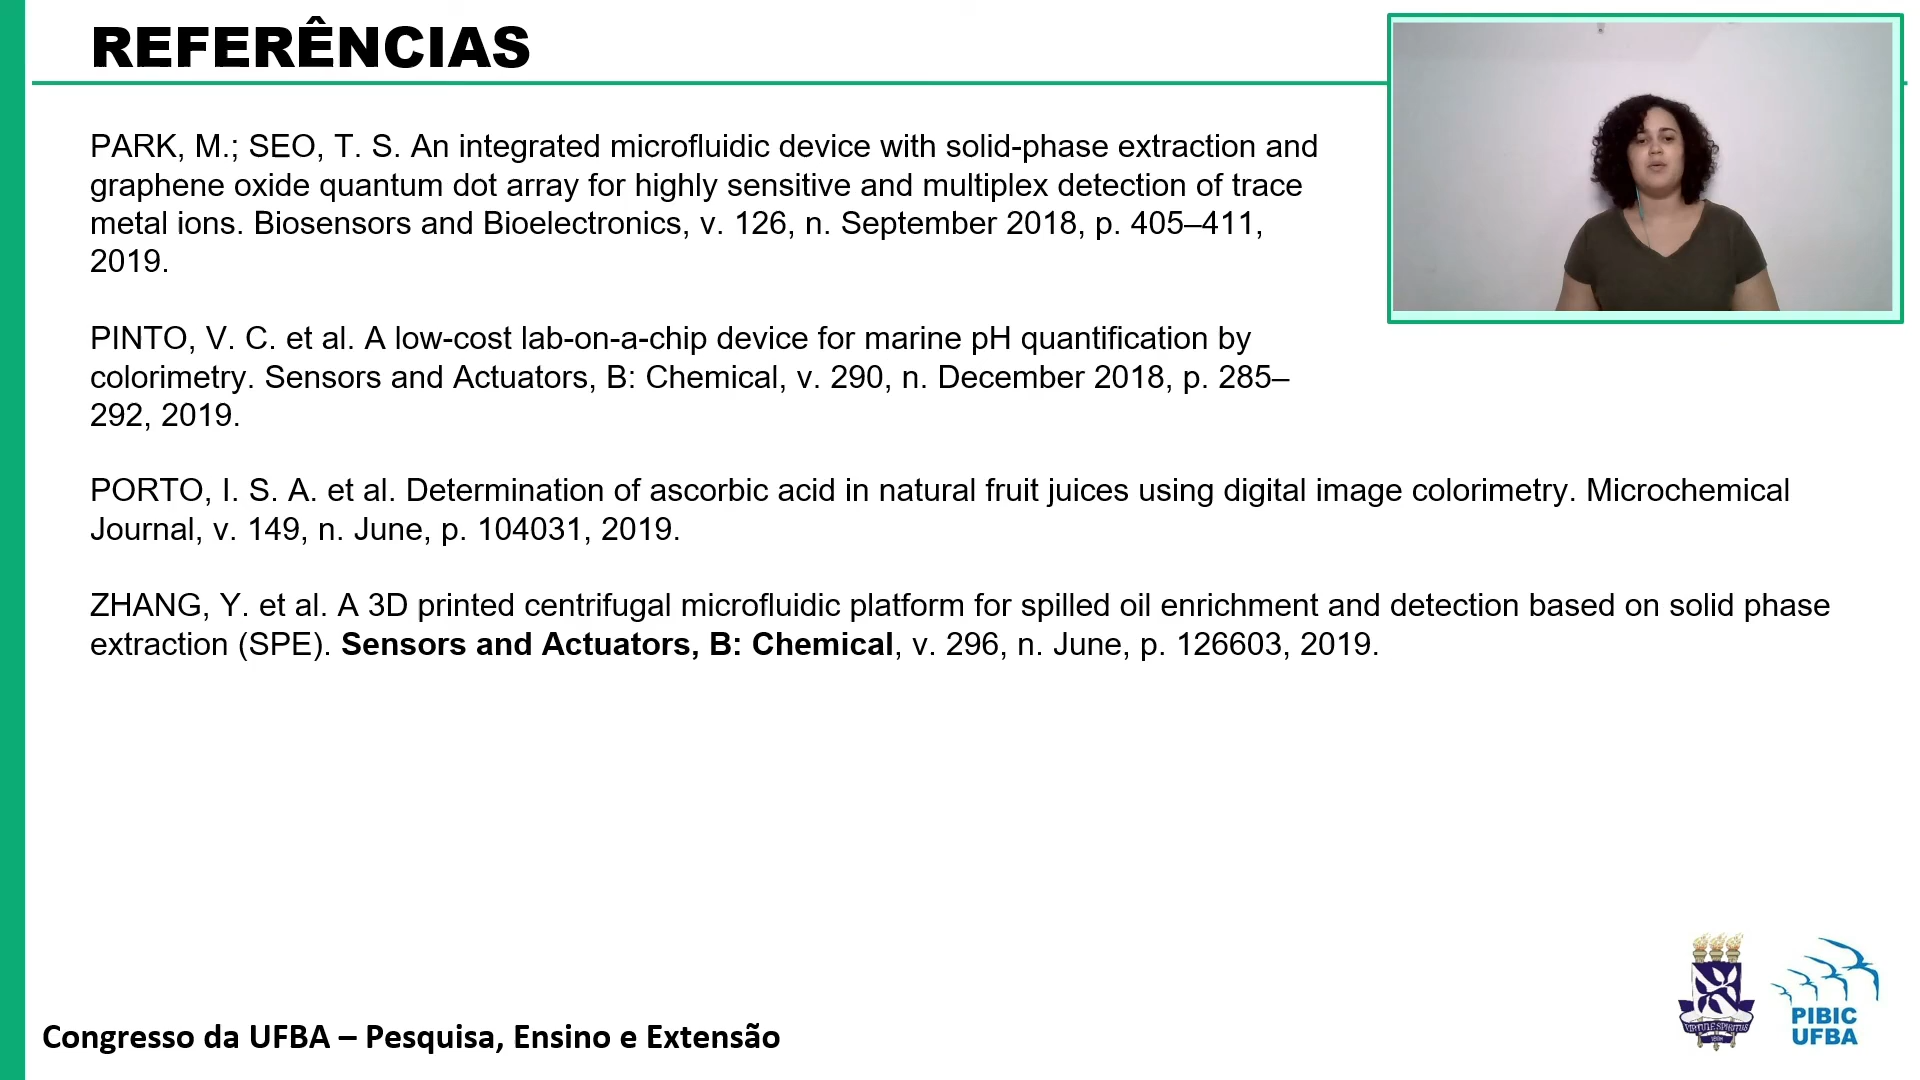 REFERÊNCIAS
PARK, M.; SEO, T. S. An integrated microfluidic device with solid-phase extraction and
graphene oxide quantum dot array for highly sensitive and multiplex detection of trace
metal ions. Biosensors and Bioelectronics, v. 126, n. September 2018, p. 405–411,
2019.
PINTO, V. C. et al. A low-cost lab-on-a-chip device for marine pH quantification by
colorimetry. Sensors and Actuators, B: Chemical, v. 290, n. December 2018, p. 285–
292, 2019.
PORTO, I. S. A. et al. Determination of ascorbic acid in natural fruit juices using digital image colorimetry. Microchemical
Journal, v. 149, n. June, p. 104031, 2019.
ZHANG, Y. et al. A 3D printed centrifugal microfluidic platform for spilled oil enrichment and detection based on solid phase
extraction (SPE). Sensors and Actuators, B: Chemical, v. 296, n. June, p. 126603, 2019.
VIRTUTE SPIRITUS
PIBIC
UFBA
Congresso da UFBA – Pesquisa, Ensino e Extensão